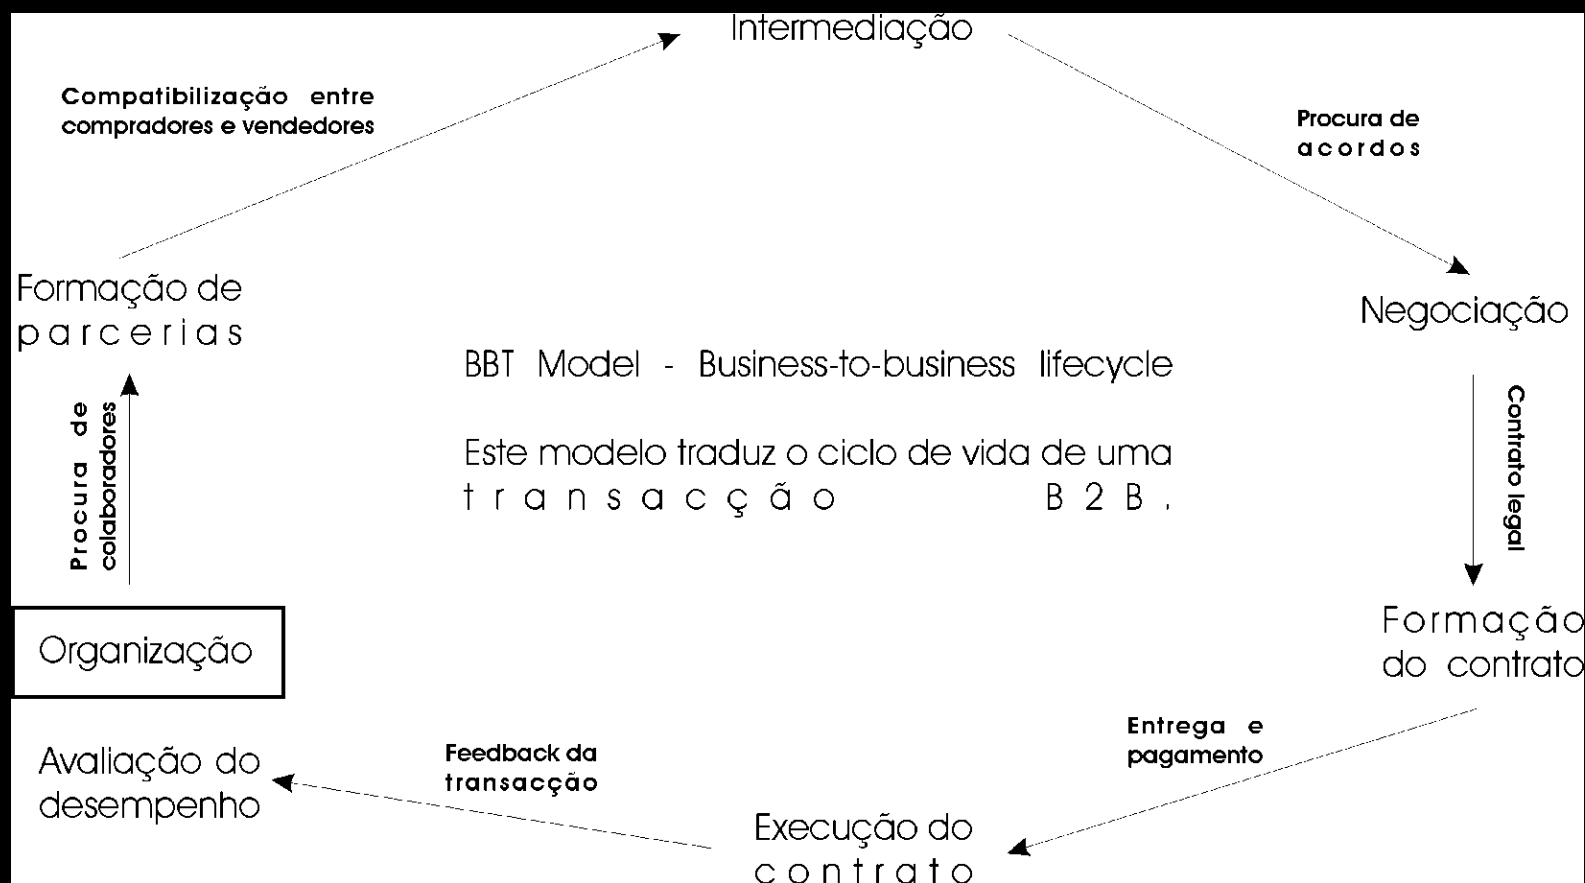 Intermediação
Compatibilização entre
compradores e vendedores
Procura de
acordos
Formação de
parcerias
Negociação
BBT Model - Business-to-business lifecycle
Este modelo traduz o ciclo de vida de uma
transacção B2B.
Procura de
colaboradores
Contrato legal
Organização
Formação
do contrato
Avaliação do
desempenho
Feedback da
transacção
Entrega e
pagamento
Execução do
contrato